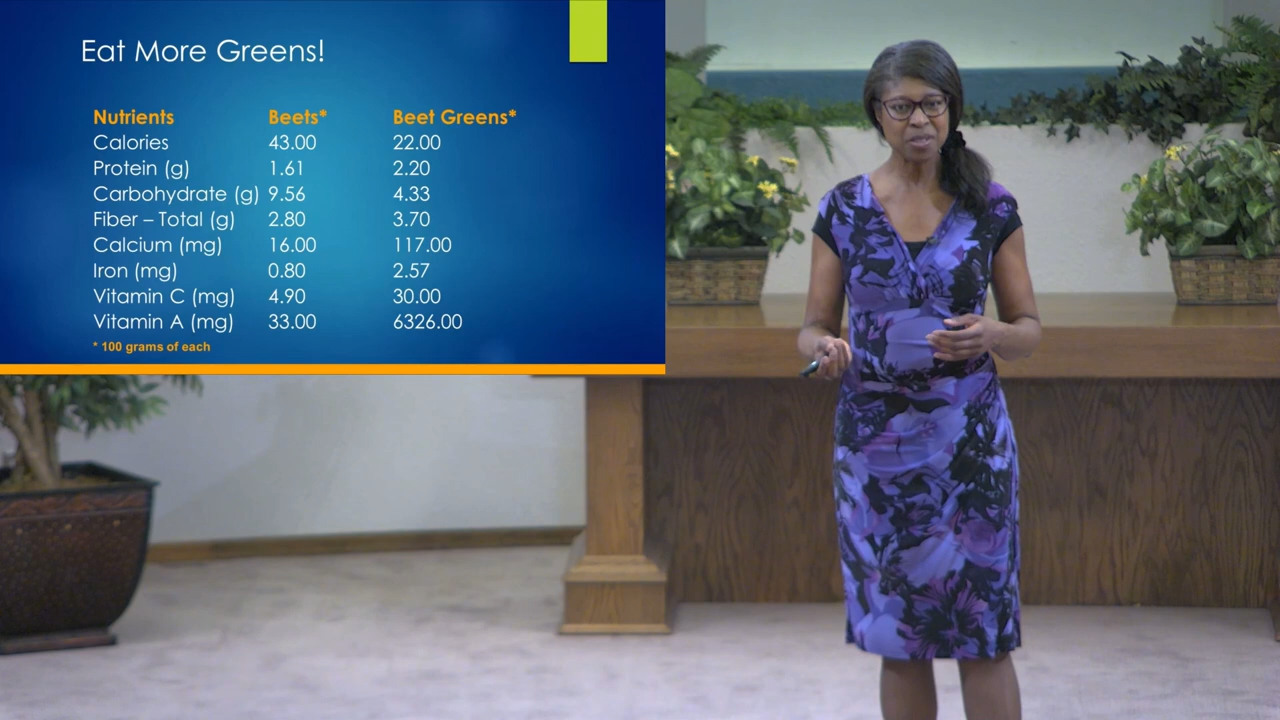 Eat More Greens!
Nutrients Beets* Beet Greens*
Calories 43.00 22.00
Protein (g) 1.61 2.20
Carbohydrate (g) 9.56 4.33
Fiber – Total (g) 2.80 3.70
Calcium (mg) 16.00 117.00
Iron (mg) 0.80 2.57
Vitamin C (mg) 4.90 30.00
Vitamin A (mg) 33.00 6326.00
* 100 grams of each